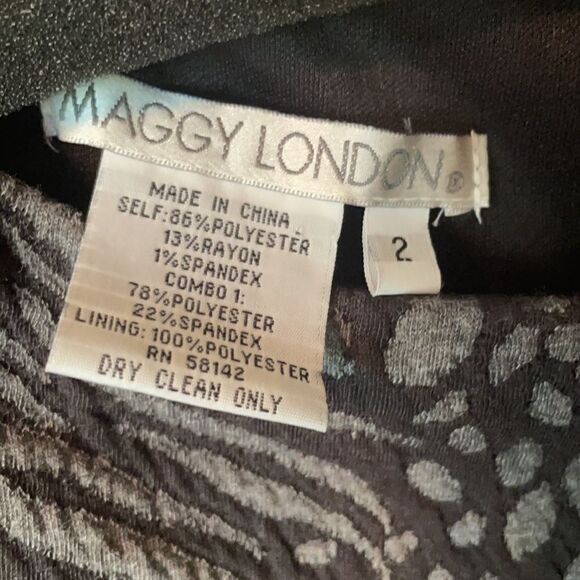 MAGGY LONDON®
MADE IN CHINA.
SELF:86%POLYESTER
13%RAYON
1%SPANDEX
COMBO 1:
78%POLYESTER
22%SPANDEX
LINING: 100%POLYESTER
RN 58142
DRY CLEAN ONLY
2